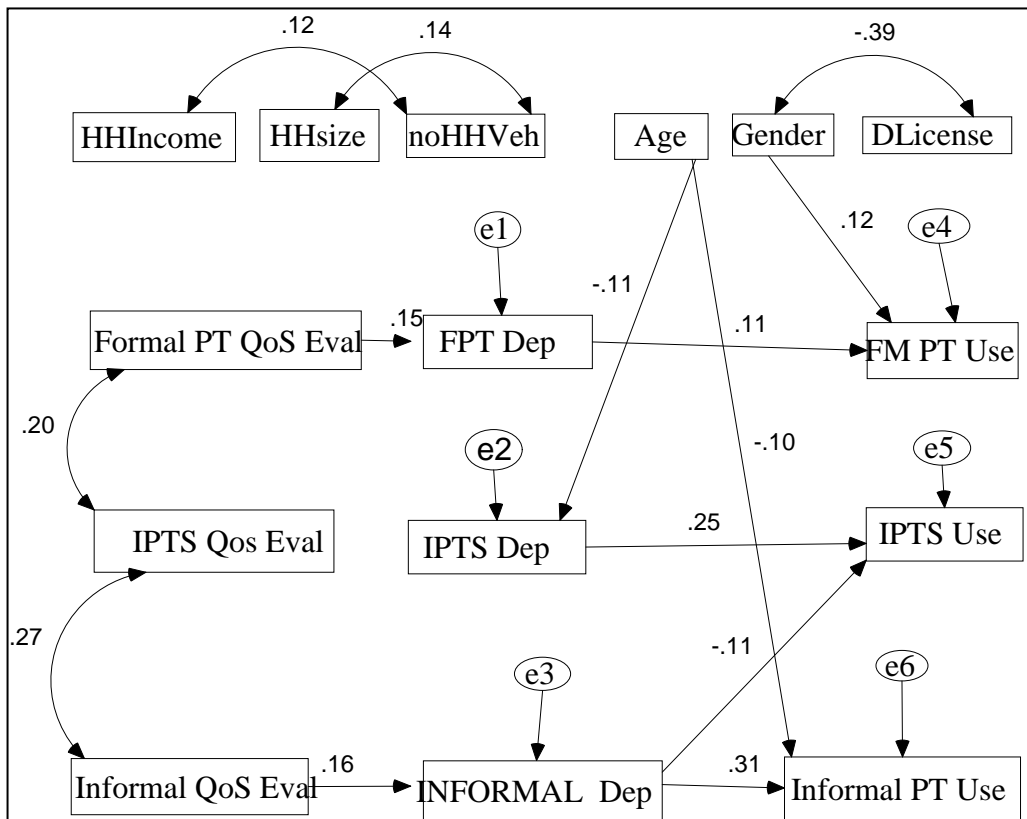 .12
.14
-.39
HHIncome
HHsize
noHHVeh
Age
Gender
DLicense
e1
.12
e4
-.11
Formal PT QoS Eval
.15
FPT Dep
.11
FM PT Use
.20
e2
-.10
e5
IPTS Qos Eval
IPTS Dep
.25
IPTS Use
.27
-.11
e3
e6
Informal QoS Eval
.16
INFORMAL Dep
.31
Informal PT Use